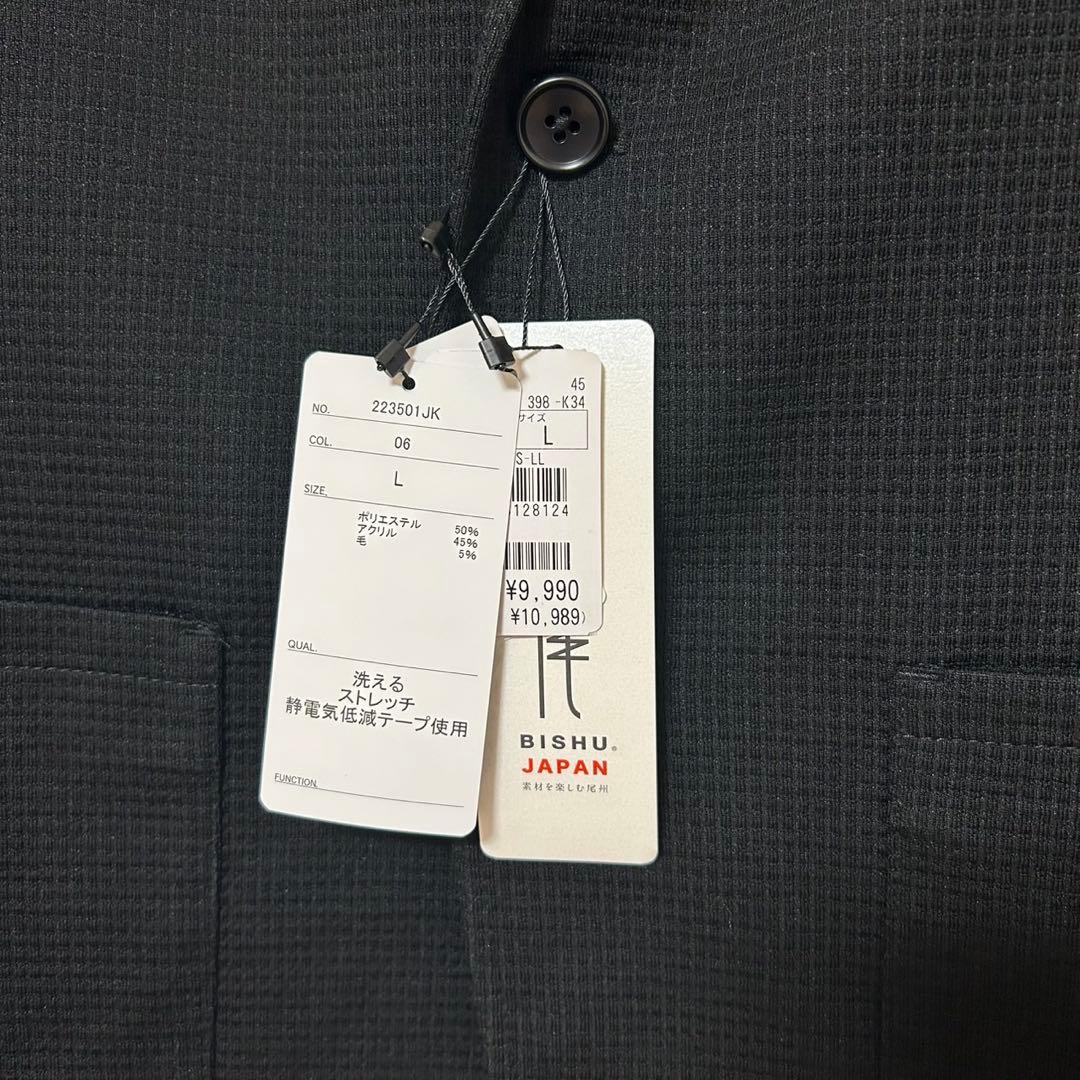 NO. 223501JK
COL. 06
L
SIZE.
ポリエステル 50%
アクリル 45%
毛 5%
QUAL.
洗える
ストレッチ
静電気低減テープ使用
FUNCTION.
45
398 -K34
サイズ
L
S-LL
128124
¥9,990
¥10,989)
BISHU®
JAPAN
素材を楽しむ尾州